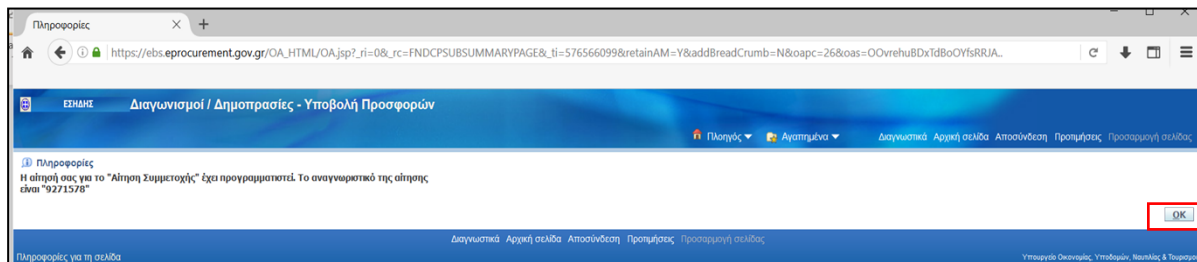 Πληροφορίες
https://ebs.eprocurement.gov.gr/OA_HTML/OA.jsp?_ri=0&_rc=FNDCPSUBSUMMARYPAGE&_ti=576566099&retainAM=Y&addBreadCrumb=N&oapc=26&oas=OOvrehuBDxTdBoOYfsRRJA..
ΕΣΗΔΗΣ Διαγωνισμοί / Δημοπρασίες - Υποβολή Προσφορών
Πλοηγός Αγαπημένα Διαγνωστικά Αρχική σελίδα Αποσύνδεση Προτιμήσεις Προσαρμογή σελίδας
Πληροφορίες
Η αίτησή σας για το "Αίτηση Συμμετοχής" έχει προγραμματιστεί. Το αναγνωριστικό της αίτησης
είναι "9271578"
OK
Διαγνωστικά Αρχική σελίδα Αποσύνδεση Προτιμήσεις Προσαρμογή σελίδας
Πληροφορίες για τη σελίδα Υπουργείο Οικονομίας, Υποδομών, Ναυτιλίας & Τουρισμο